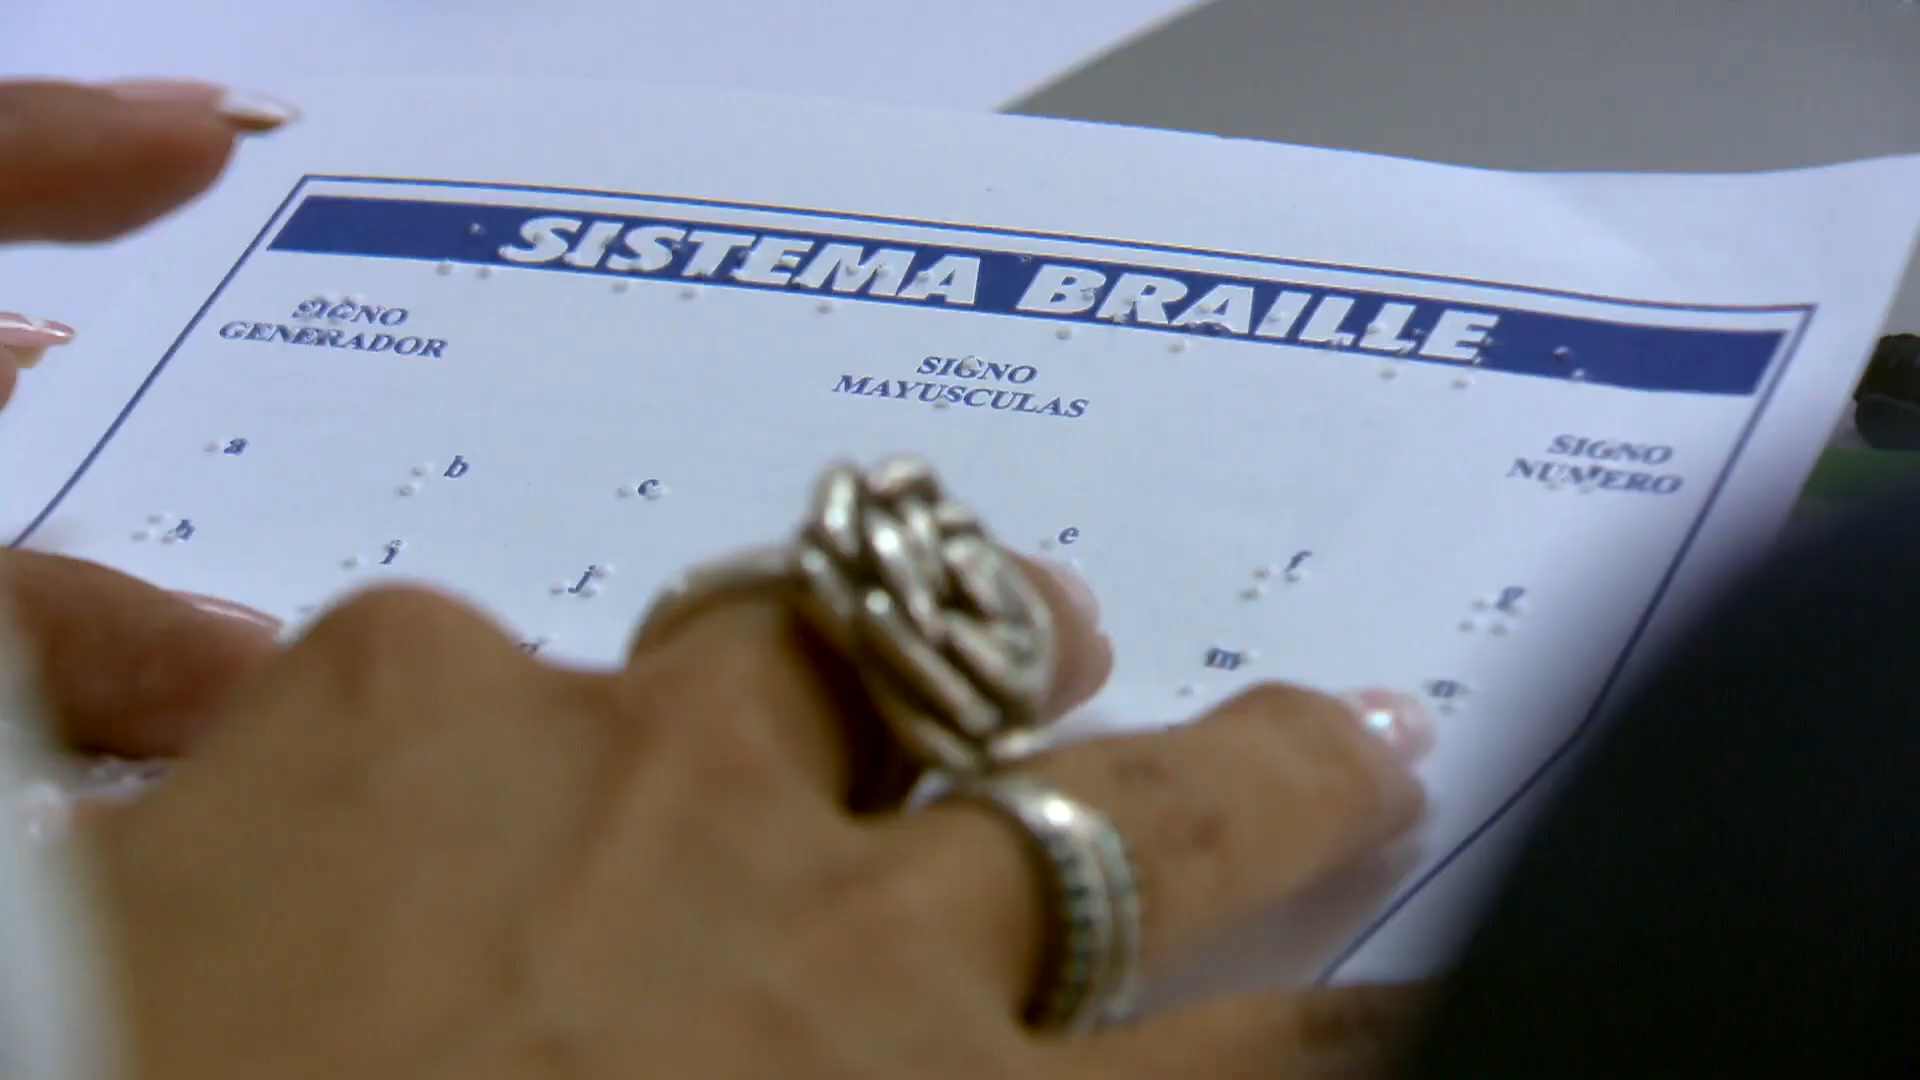 SISTEMA BRAILLE
SIGNO
GENERADOR
SIGNO
MAYUSCULAS
SIGNO
NUMERO
a b c e f g
h i j m n